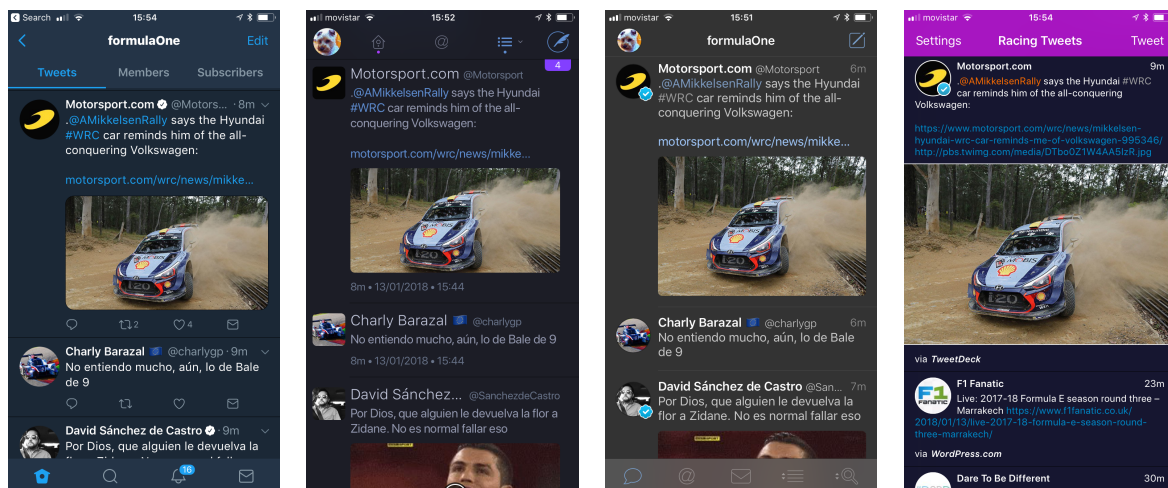 Search 15:54
formulaOne Edit
Tweets Members Subscribers
Motorsport.com @Motors... · 8m
.@AMikkelsenRally says the Hyundai
#WRC car reminds him of the all-
conquering Volkswagen:
motorsport.com/wrc/news/mikke...
MOBIS
i20
2 4
Charly Barazal @charlygp · 9m
No entiendo mucho, aún, lo de Bale
de 9
David Sánchez de Castro · 9m
Por Dios, que alguien le devuelva la
16
movistar 15:52
@
4
Motorsport.com @Motorsport
.@AMikkelsenRally says the Hyundai
#WRC car reminds him of the all-
conquering Volkswagen:
motorsport.com/wrc/news/mikke...
MOBIS
i20
8m • 13/01/2018 • 15:44
Charly Barazal @charlygp
No entiendo mucho, aún, lo de Bale de 9
8m • 13/01/2018 • 15:44
David Sánchez... @SanchezdeCastro
Por Dios, que alguien le devuelva la flor a
Zidane. No es normal fallar eso
movistar 15:51
formulaOne
Motorsport.com @Motorsport 6m
.@AMikkelsenRally says the Hyundai
#WRC car reminds him of the all-
conquering Volkswagen:
motorsport.com/wrc/news/mikke...
MOBIS
i20
Charly Barazal @charlygp 6m
No entiendo mucho, aún, lo de Bale
de 9
David Sánchez de Castro @San... 7m
Por Dios, que alguien le devuelva la
flor a Zidane. No es normal fallar eso
@
movistar 15:54
Settings Racing Tweets Tweet
Motorsport.com 9m
.@AMikkelsenRally says the Hyundai #WRC
car reminds him of the all-conquering
Volkswagen:
https://www.motorsport.com/wrc/news/mikkelsen-
hyundai-wrc-car-reminds-me-of-volkswagen-995346/
http://pbs.twimg.com/media/DTbo0Z1W4AA5IzR.jpg
MOBIS
i20
via TweetDeck
F1 Fanatic 23m
F1
FANATIC
Live: 2017-18 Formula E season round three –
Marrakech https://www.f1fanatic.co.uk/
2018/01/13/live-2017-18-formula-e-season-round-
three-marrakech/
via WordPress.com
Dare To Be Different 30m